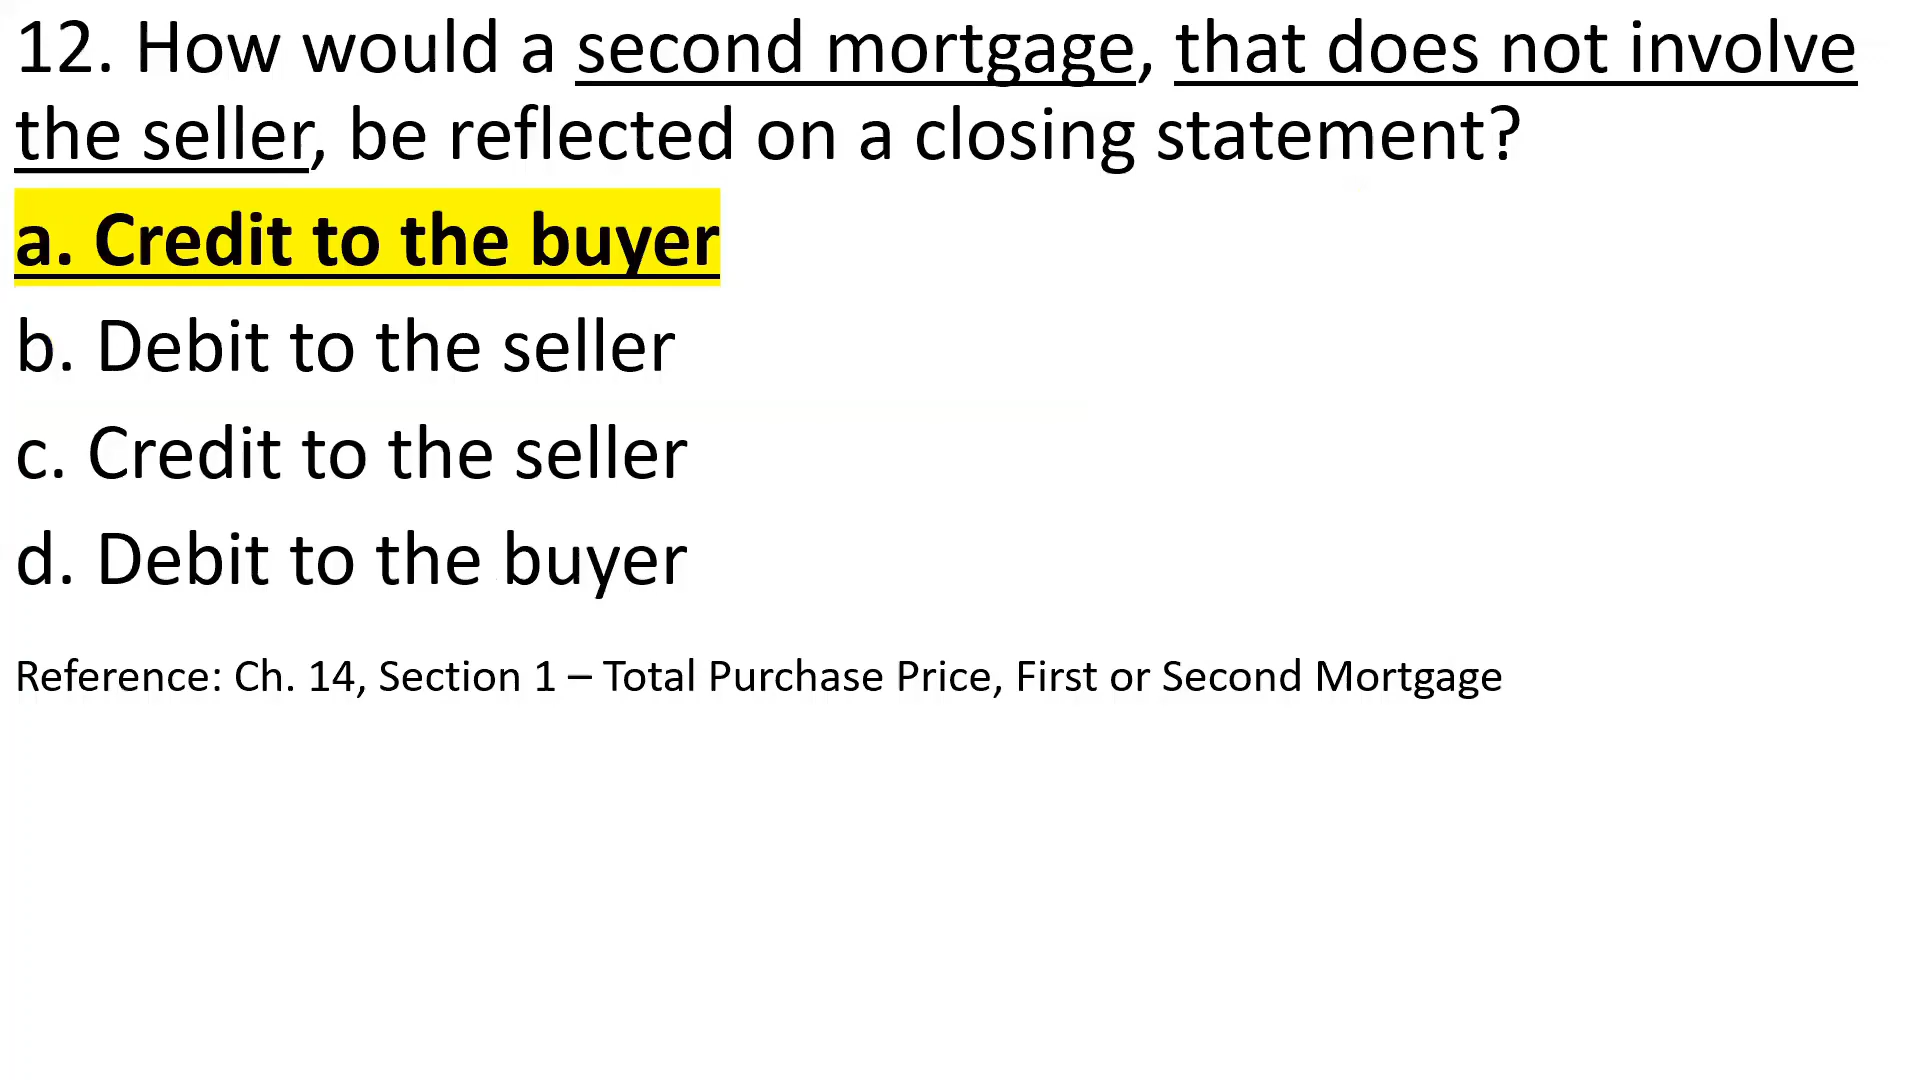 12. How would a second mortgage, that does not involve
the seller, be reflected on a closing statement?
a. Credit to the buyer
b. Debit to the seller
c. Credit to the seller
d. Debit to the buyer
Reference: Ch. 14, Section 1 – Total Purchase Price, First or Second Mortgage